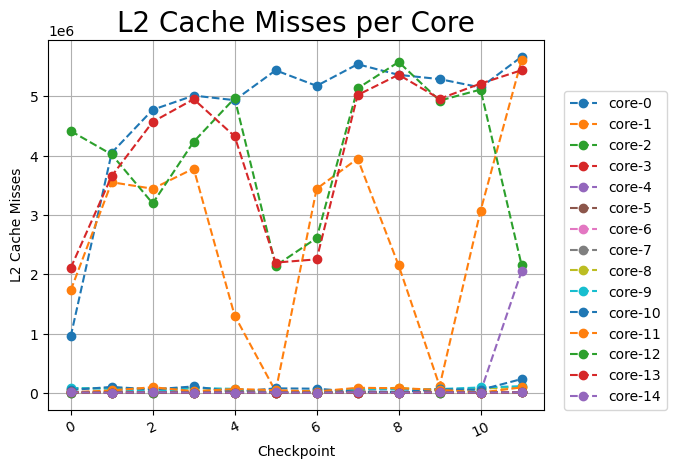 L2 Cache Misses per Core
1e6
5
4
3
2
1
0
L2 Cache Misses
0
2
4
6
8
10
Checkpoint
core-0
core-1
core-2
core-3
core-4
core-5
core-6
core-7
core-8
core-9
core-10
core-11
core-12
core-13
core-14